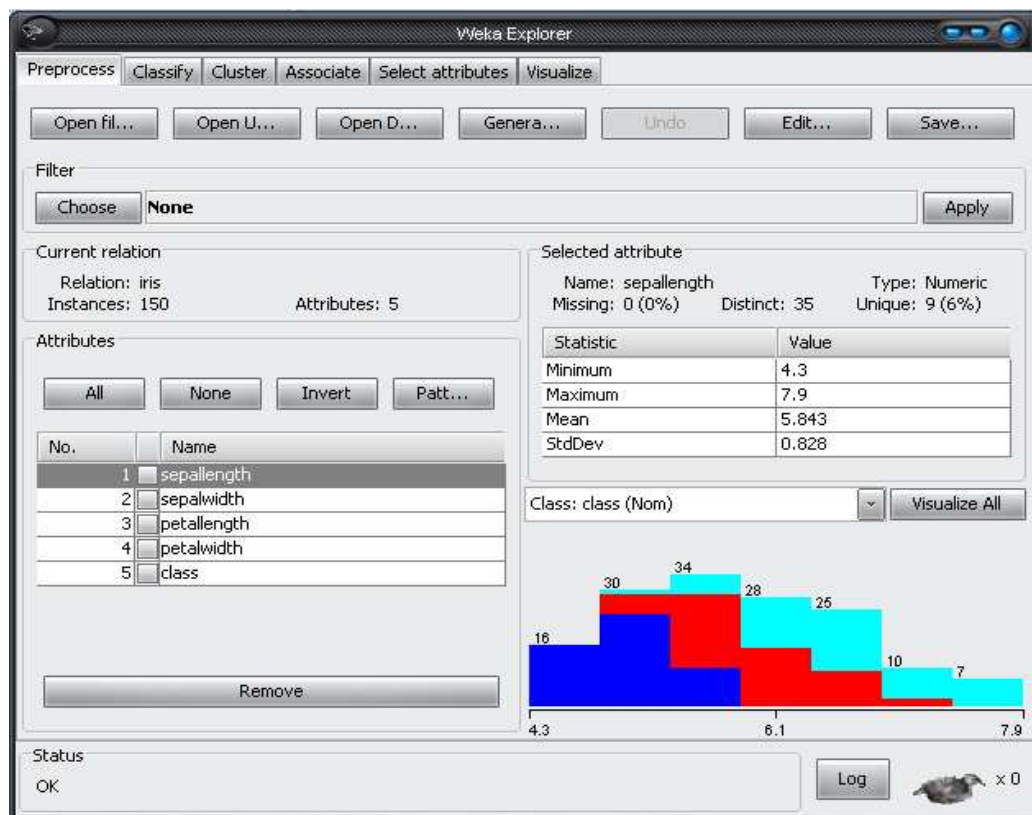 Weka Explorer
Preprocess Classify Cluster Associate Select attributes Visualize
Open fil... Open U... Open D... Genera... Undo Edit... Save...
Filter
Choose None Apply
Current relation
Relation: iris
Instances: 150 Attributes: 5
Attributes
All None Invert Patt...
No. Name
1 sepallength
2 sepalwidth
3 petallength
4 petalwidth
5 class
Remove
Selected attribute
Name: sepallength Type: Numeric
Missing: 0 (0%) Distinct: 35 Unique: 9 (6%)
Statistic Value
Minimum 4.3
Maximum 7.9
Mean 5.843
StdDev 0.828
Class: class (Nom) Visualize All
16 30 34 28 25 10 7
4.3 6.1 7.9
Status
OK
Log x 0